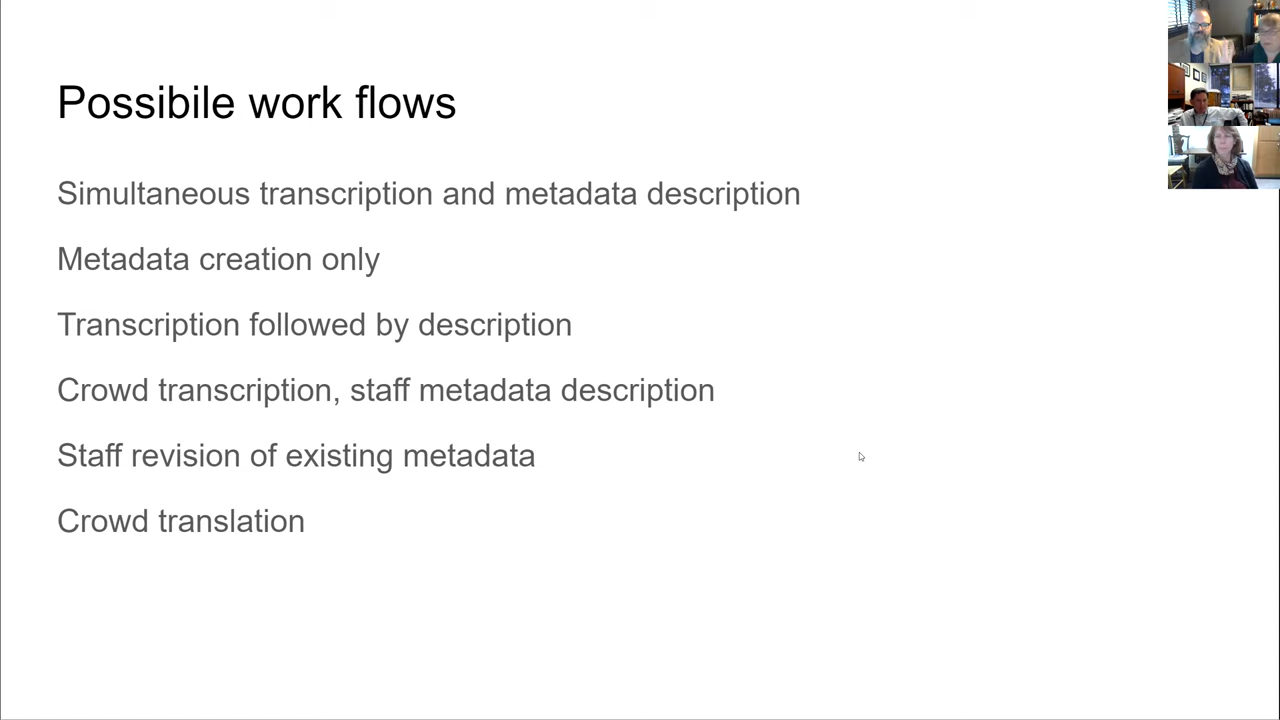 Possibile work flows
Simultaneous transcription and metadata description
Metadata creation only
Transcription followed by description
Crowd transcription, staff metadata description
Staff revision of existing metadata
Crowd translation